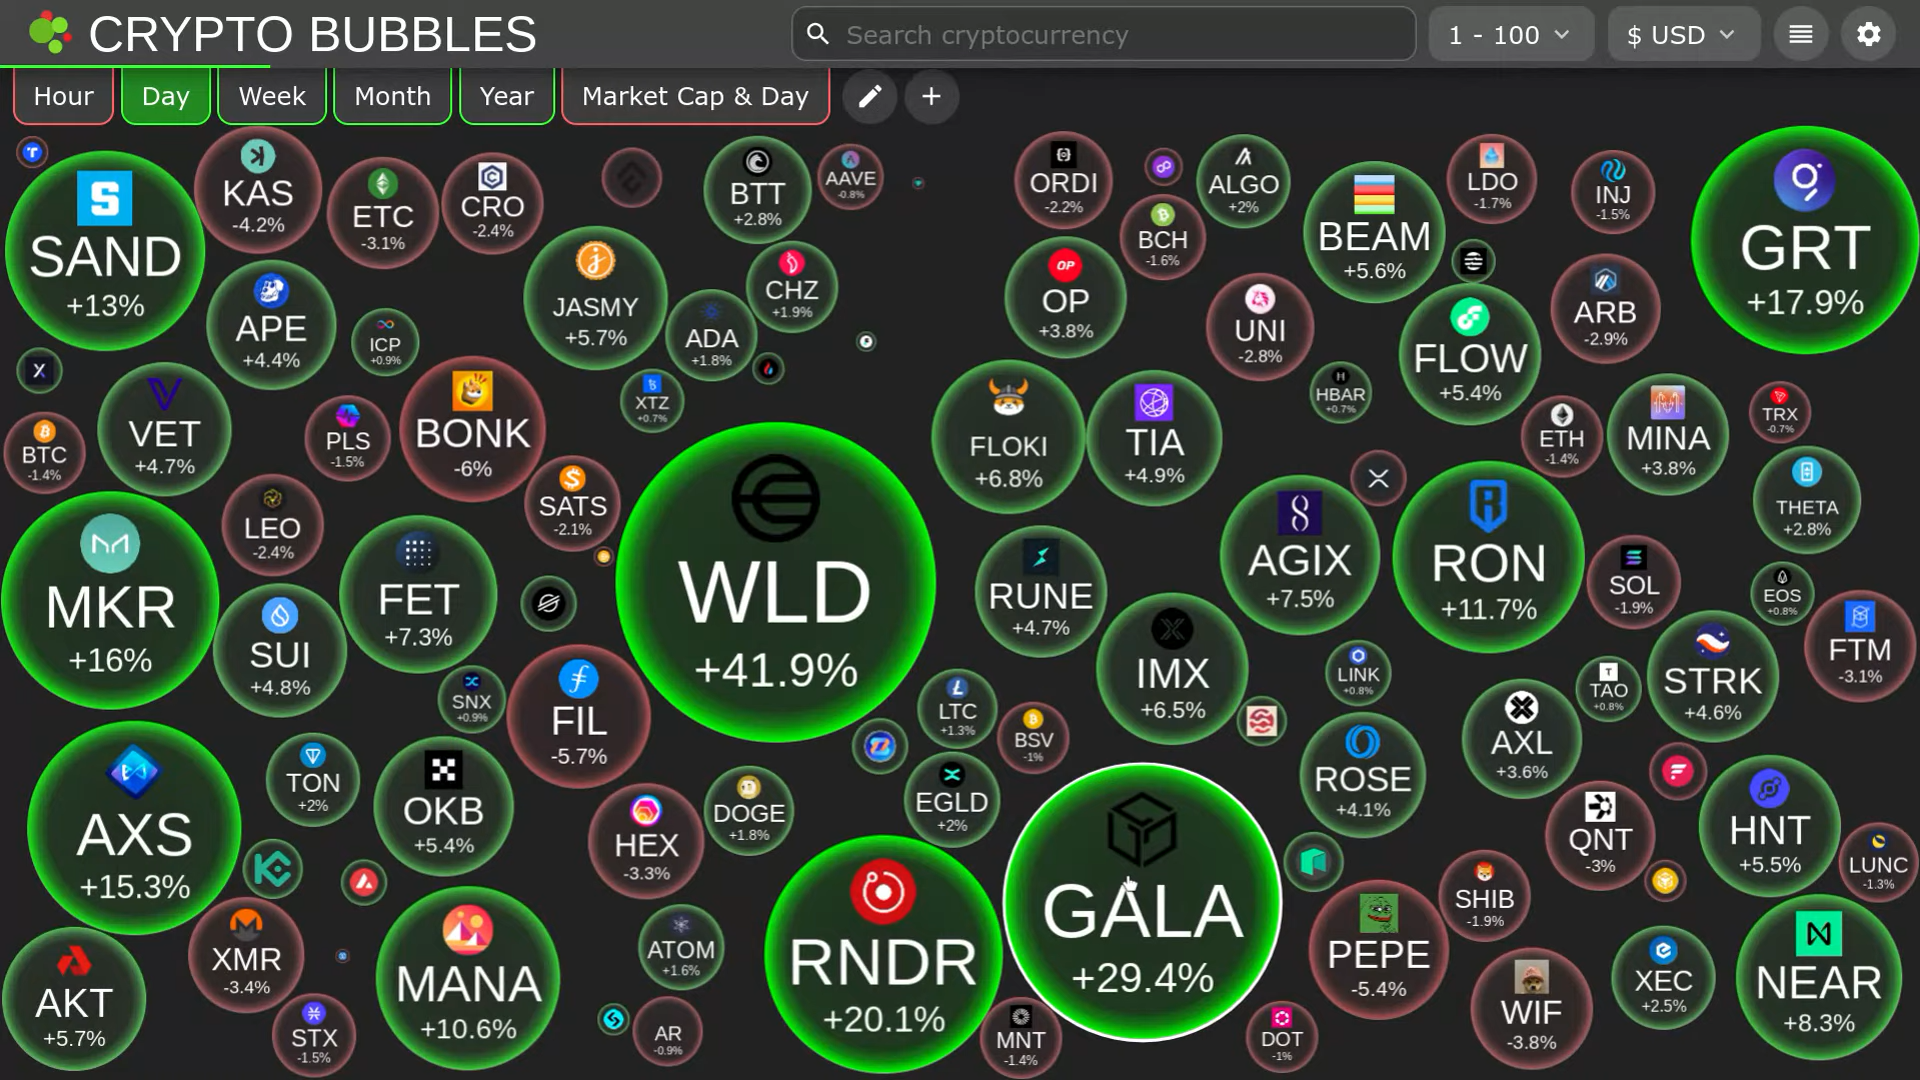 CRYPTO BUBBLES
Search cryptocurrency
1 - 100
$ USD
Hour
Day
Week
Month
Year
Market Cap & Day
SAND
+13%
KAS
-4.2%
ETC
-3.1%
CRO
-2.4%
BTT
+2.8%
AAVE
-0.8%
ORDI
-2.2%
BCH
-1.6%
ALGO
+2%
BEAM
+5.6%
LDO
-1.7%
INJ
-1.5%
GRT
+17.9%
APE
+4.4%
ICP
+0.9%
JASMY
+5.7%
ADA
+1.8%
CHZ
+1.9%
OP
OP
+3.8%
UNI
-2.8%
FLOW
+5.4%
ARB
-2.9%
VET
+4.7%
PLS
-1.5%
BONK
-6%
XTZ
+0.7%
FLOKI
+6.8%
TIA
+4.9%
HBAR
+0.7%
ETH
-1.4%
MINA
+3.8%
TRX
-0.7%
BTC
-1.4%
LEO
-2.4%
SATS
-2.1%
WLD
+41.9%
THETA
+2.8%
MKR
+16%
SUI
+4.8%
FET
+7.3%
RUNE
+4.7%
AGIX
+7.5%
RON
+11.7%
SOL
-1.9%
EOS
+0.8%
FTM
-3.1%
SNX
+0.9%
FIL
-5.7%
LTC
+1.3%
BSV
-1%
IMX
+6.5%
LINK
+0.8%
TAO
+0.8%
STRK
+4.6%
AXS
+15.3%
TON
+2%
OKB
+5.4%
HEX
-3.3%
DOGE
+1.8%
EGLD
+2%
ROSE
+4.1%
AXL
+3.6%
QNT
-3%
HNT
+5.5%
LUNC
-1.3%
AKT
+5.7%
XMR
-3.4%
STX
-1.5%
MANA
+10.6%
ATOM
+1.6%
AR
-0.9%
RNDR
+20.1%
MNT
-1.4%
GALA
+29.4%
DOT
-1%
PEPE
-5.4%
SHIB
-1.9%
WIF
-3.8%
XEC
+2.5%
NEAR
+8.3%